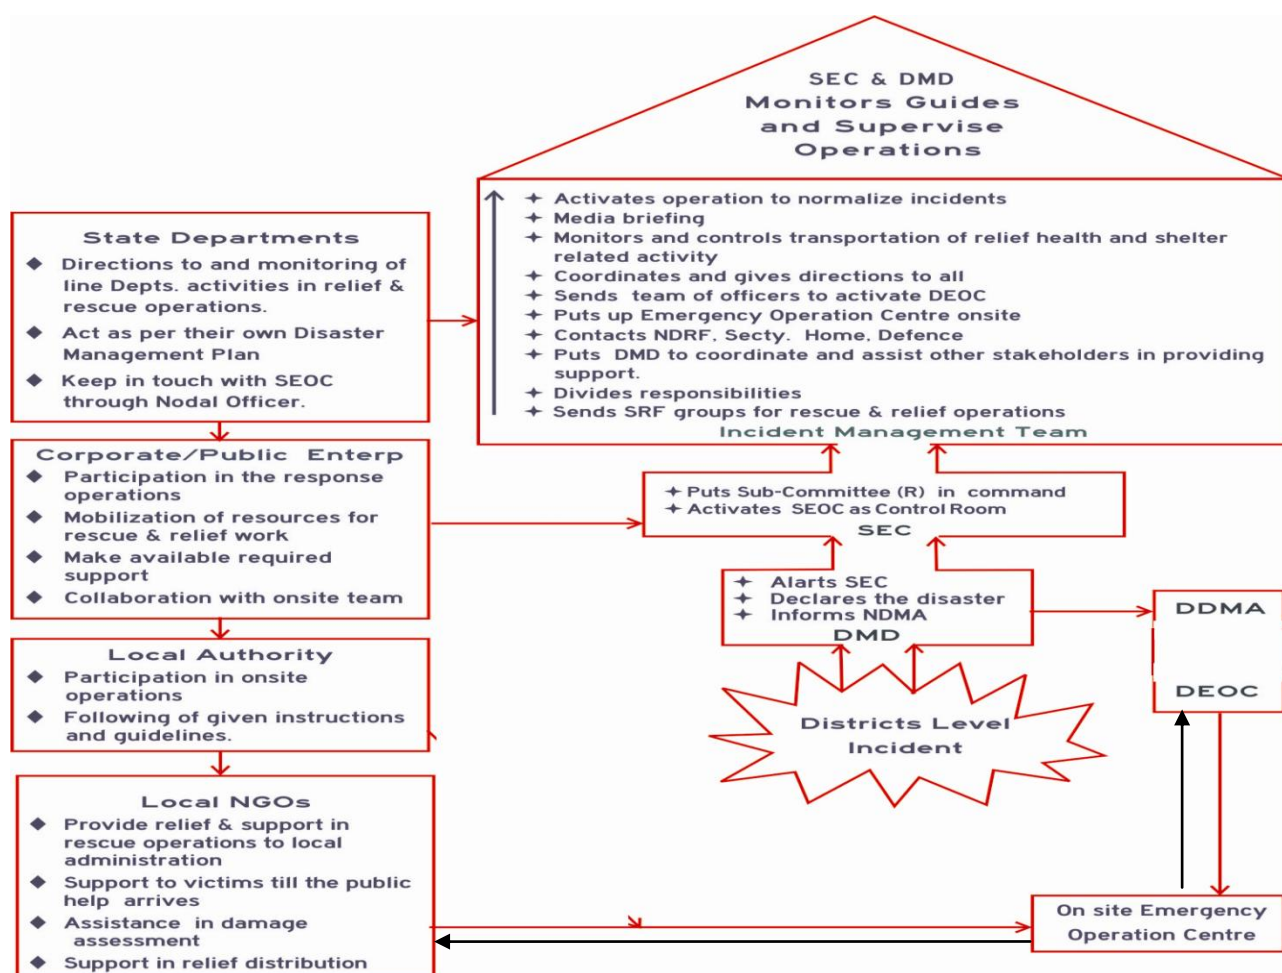 SEC & DMD
Monitors Guides
and Supervise
Operations
✦ Activates operation to normalize incidents
✦ Media briefing
✦ Monitors and controls transportation of relief health and shelter
related activity
✦ Coordinates and gives directions to all
✦ Sends team of officers to activate DEOC
✦ Puts up Emergency Operation Centre onsite
✦ Contacts NDRF, Secty. Home, Defence
✦ Puts DMD to coordinate and assist other stakeholders in providing
support.
✦ Divides responsibilities
✦ Sends SRF groups for rescue & relief operations
Incident Management Team
State Departments
◆ Directions to and monitoring of
line Depts. activities in relief &
rescue operations.
◆ Act as per their own Disaster
Management Plan
◆ Keep in touch with SEOC
through Nodal Officer.
Corporate/Public Enterp
◆ Participation in the response
operations
◆ Mobilization of resources for
rescue & relief work
◆ Make available required
support
◆ Collaboration with onsite team
✦ Puts Sub-Committee (R) in command
✦ Activates SEOC as Control Room
SEC
✦ Alarts SEC
✦ Declares the disaster
✦ Informs NDMA
DMD
DDMA
DEOC
Local Authority
◆ Participation in onsite
operations
◆ Following of given instructions
and guidelines.
Districts Level
Incident
Local NGOs
◆ Provide relief & support in
rescue operations to local
administration
◆ Support to victims till the public
help arrives
◆ Assistance in damage
assessment
◆ Support in relief distribution
On site Emergency
Operation Centre